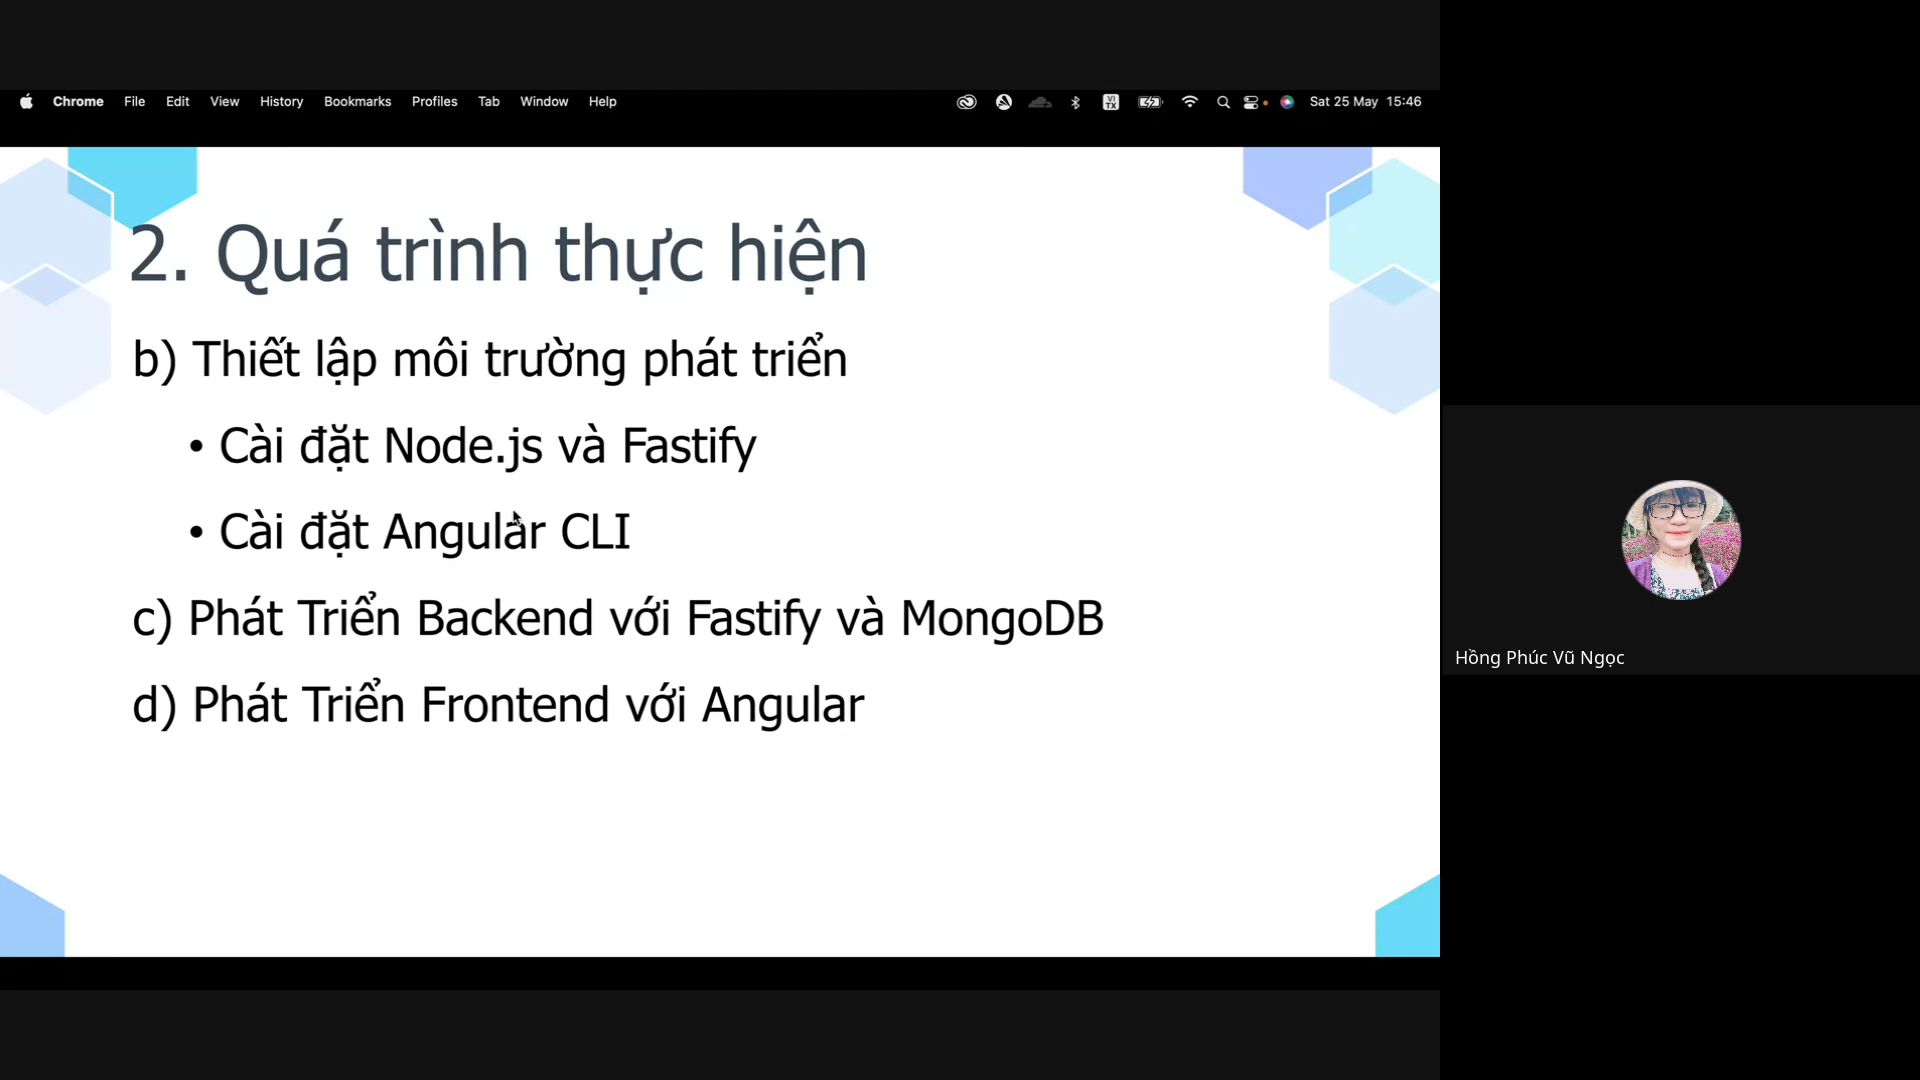 Chrome File Edit View History Bookmarks Profiles Tab Window Help
VI
TX
Sat 25 May 15:46
2. Quá trình thực hiện
b) Thiết lập môi trường phát triển
• Cài đặt Node.js và Fastify
• Cài đặt Angular CLI
c) Phát Triển Backend với Fastify và MongoDB
d) Phát Triển Frontend với Angular
Hồng Phúc Vũ Ngọc